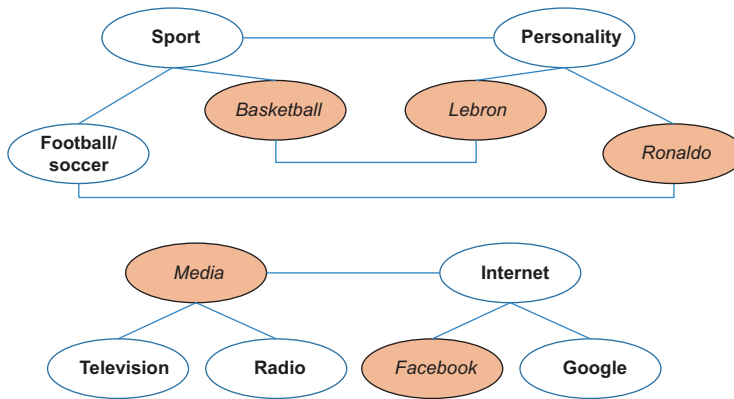 Sport
Personality
Basketball
Lebron
Football/
soccer
Ronaldo
Media
Internet
Television
Radio
Facebook
Google